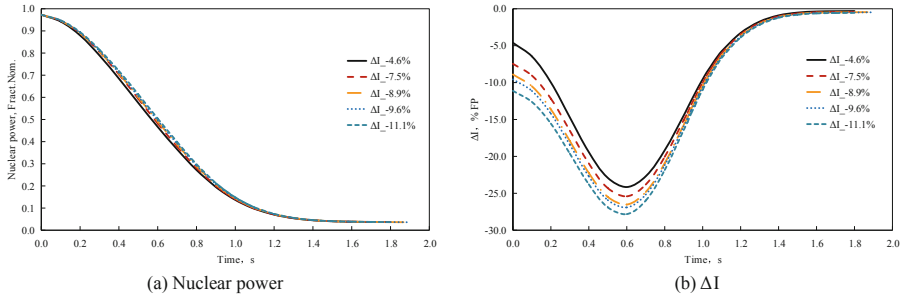 1.0
0.9
0.8
0.7
0.6
0.5
0.4
0.3
0.2
0.1
0.0
Nuclear power, Fract.Nom.
ΔI_-4.6%
ΔI_-7.5%
ΔI_-8.9%
ΔI_-9.6%
ΔI_-11.1%
0.0 0.2 0.4 0.6 0.8 1.0 1.2 1.4 1.6 1.8 2.0
Time, s
(a) Nuclear power
0.0
-5.0
-10.0
-15.0
-20.0
-25.0
-30.0
ΔI, % FP
ΔI_-4.6%
ΔI_-7.5%
ΔI_-8.9%
ΔI_-9.6%
ΔI_-11.1%
0.0 0.2 0.4 0.6 0.8 1.0 1.2 1.4 1.6 1.8 2.0
Time, s
(b) ΔI